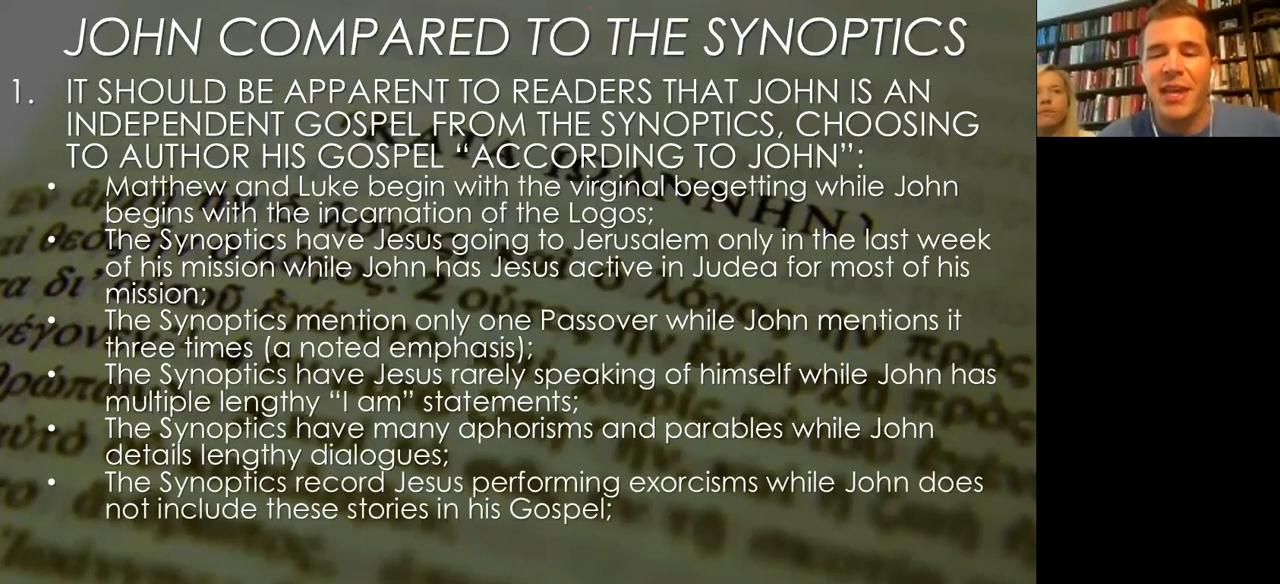 JOHN COMPARED TO THE SYNOPTICS
1. IT SHOULD BE APPARENT TO READERS THAT JOHN IS AN
INDEPENDENT GOSPEL FROM THE SYNOPTICS, CHOOSING
TO AUTHOR HIS GOSPEL “ACCORDING TO JOHN”:
• Matthew and Luke begin with the virginal begetting while John
begins with the incarnation of the Logos;
• The Synoptics have Jesus going to Jerusalem only in the last week
of his mission while John has Jesus active in Judea for most of his
mission;
• The Synoptics mention only one Passover while John mentions it
three times (a noted emphasis);
• The Synoptics have Jesus rarely speaking of himself while John has
multiple lengthy “I am” statements;
• The Synoptics have many aphorisms and parables while John
details lengthy dialogues;
• The Synoptics record Jesus performing exorcisms while John does
not include these stories in his Gospel;